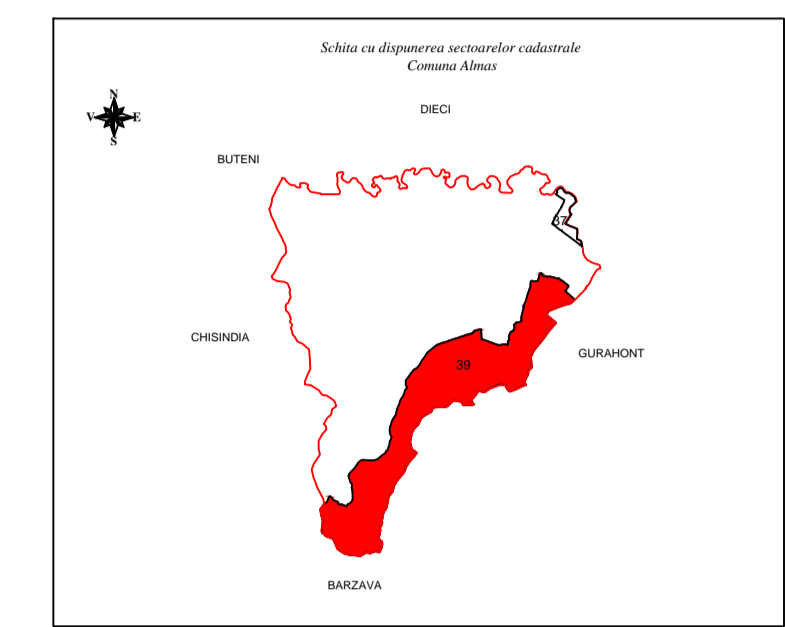 Schita cu dispunerea sectoarelor cadastrale
Comuna Almas
N
V E
S
DIECI
BUTENI
37
CHISINDIA
GURAHONT
39
BARZAVA